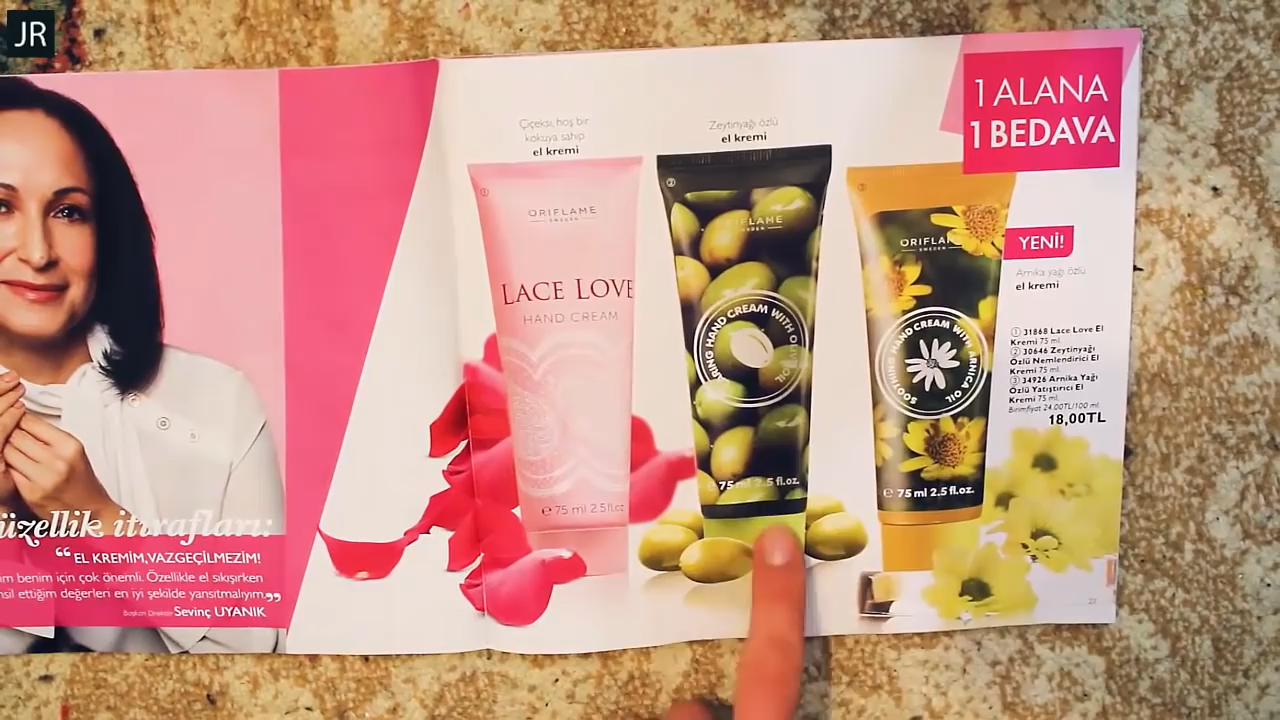 JR
1 ALANA
1 BEDAVA
Çiçeksi, hoş bir
kokuya sahip
el kremi
Zeytinyağı özlü
el kremi
ORIFLAME
SWEDEN
LACE LOVE
HAND CREAM
e 75 ml 2.5 fl.oz.
HAND CREAM WITH
e 75 ml 2.5 fl.oz.
SWEDEN
SOOTHING HAND CREAM WITH ARNICA OIL
e 75 ml 2.5 fl.oz.
YENİ!
Arnika yağı özlü
el kremi
① 31868 Lace Love El
Kremi 75 ml.
② 30646 Zeytinyağı
Özlü Nemlendirici El
Kremi 75 ml.
③ 34926 Arnika Yağı
Özlü Yatıştırıcı El
Kremi 75 ml.
Birimfiyat 24,00TL/100 ml.
18,00TL
itirafları:
“EL KREMİM, VAZGEÇİLMEZİM!
benim için çok önemli. Özellikle el sıkışırken
ettiğim değerleri en iyi şekilde yansıtmalıyım.”
Sevinç UYANIK